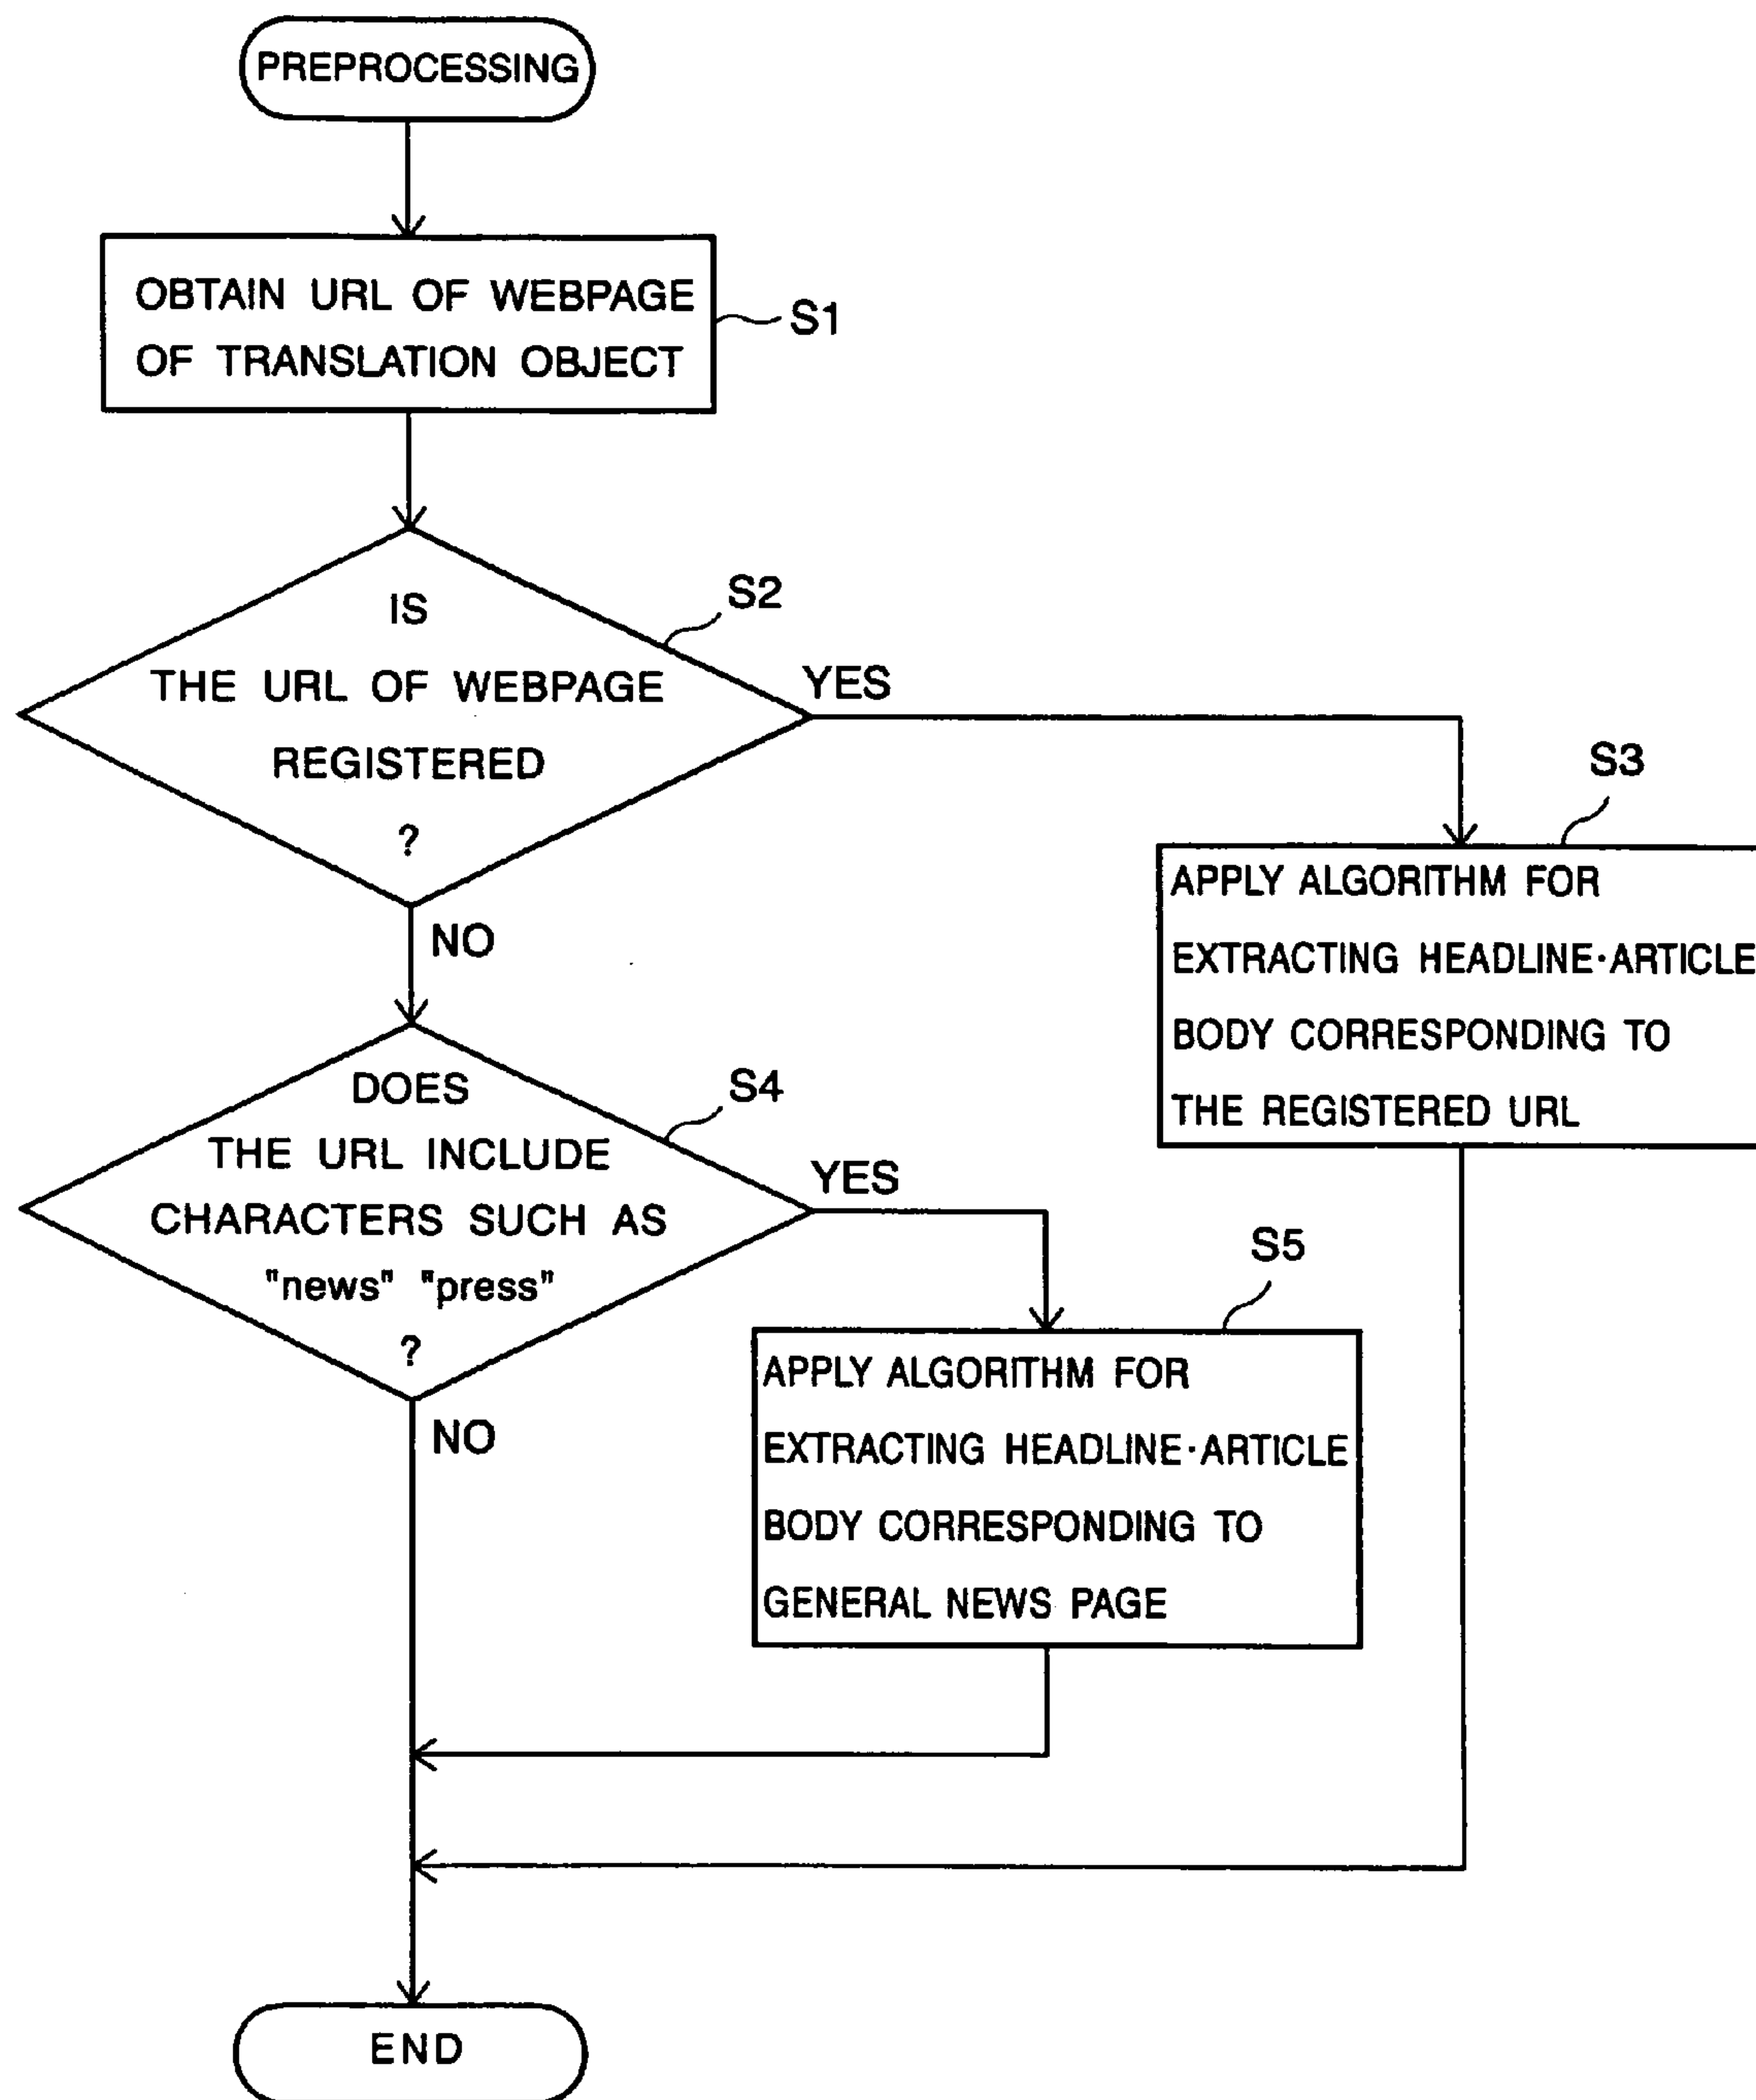 PREPROCESSING
OBTAIN URL OF WEBPAGE
OF TRANSLATION OBJECT
S1
IS
THE URL OF WEBPAGE
REGISTERED
?
S2
YES
NO
S3
APPLY ALGORITHM FOR
EXTRACTING HEADLINE·ARTICLE
BODY CORRESPONDING TO
THE REGISTERED URL
DOES
THE URL INCLUDE
CHARACTERS SUCH AS
"news" "press"
?
S4
YES
NO
S5
APPLY ALGORITHM FOR
EXTRACTING HEADLINE·ARTICLE
BODY CORRESPONDING TO
GENERAL NEWS PAGE
END